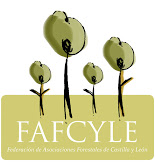 FAFCYLE
Federación de Asociaciones Forestales de Castilla y León